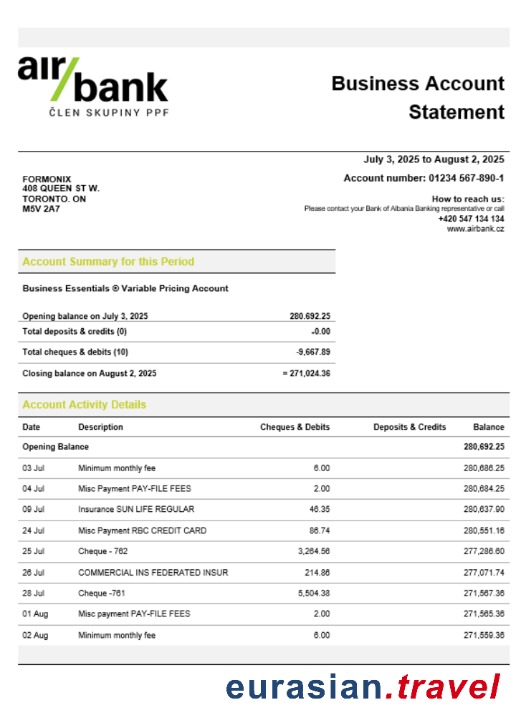 air bank
ČLEN SKUPINY PPF
Business Account
Statement
July 3, 2025 to August 2, 2025
Account number: 01234 567-890-1
FORMONIX
408 QUEEN ST W.
TORONTO. ON
M5V 2A7
How to reach us:
Please contact your Bank of Albania Banking representative or call
+420 547 134 134
www.airbank.cz
Account Summary for this Period
Business Essentials ® Variable Pricing Account
Opening balance on July 3, 2025 280.692.25
Total deposits & credits (0) -0.00
Total cheques & debits (10) -9,667.89
Closing balance on August 2, 2025 = 271,024.36
Account Activity Details
Date Description Cheques & Debits Deposits & Credits Balance
Opening Balance 280,692.25
03 Jul Minimum monthly fee 6.00 280,686.25
04 Jul Misc Payment PAY-FILE FEES 2.00 280,684.25
09 Jul Insurance SUN LIFE REGULAR 46.35 280,637.90
24 Jul Misc Payment RBC CREDIT CARD 86.74 280,551.16
25 Jul Cheque - 762 3,264.56 277,286.60
26 Jul COMMERCIAL INS FEDERATED INSUR 214.86 277,071.74
28 Jul Cheque -761 5,504.38 271,567.36
01 Aug Misc payment PAY-FILE FEES 2.00 271,565.36
02 Aug Minimum monthly fee 6.00 271,559.36
eurasian.travel